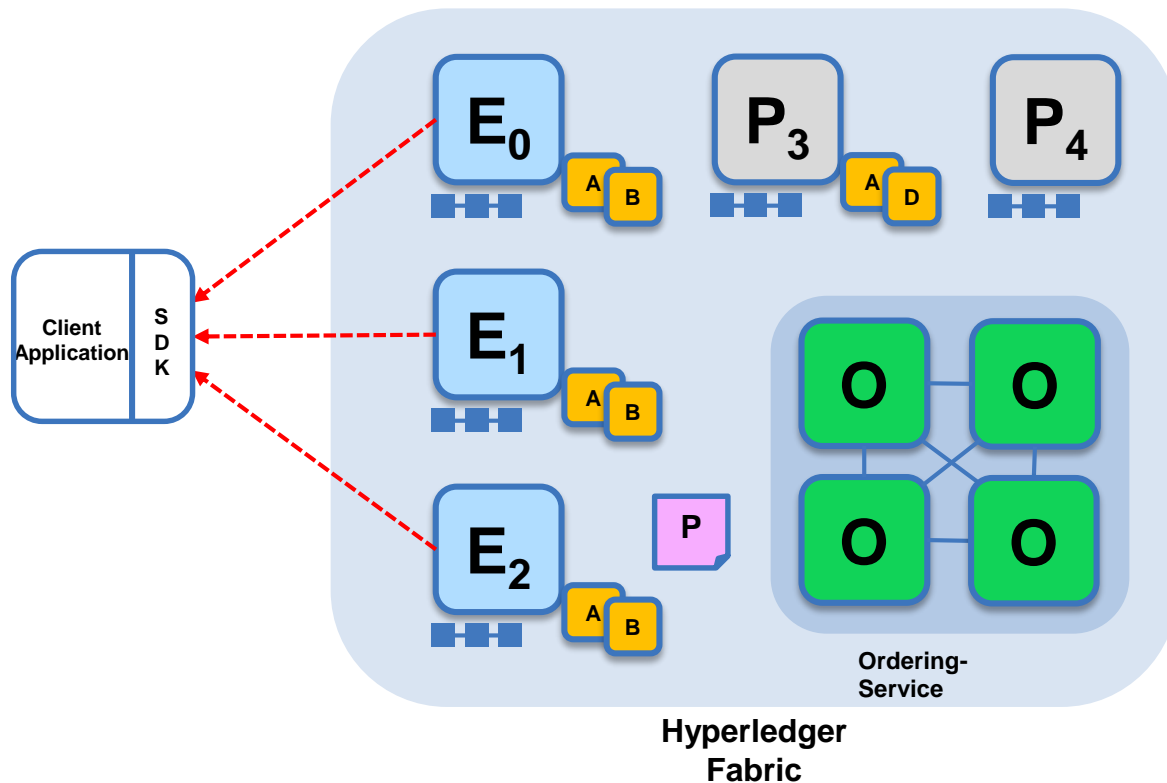 E0
P3
P4
A
B
A
D
Client
Application
S
D
K
E1
A
B
O
O
E2
P
O
O
A
B
Ordering-
Service
Hyperledger
Fabric